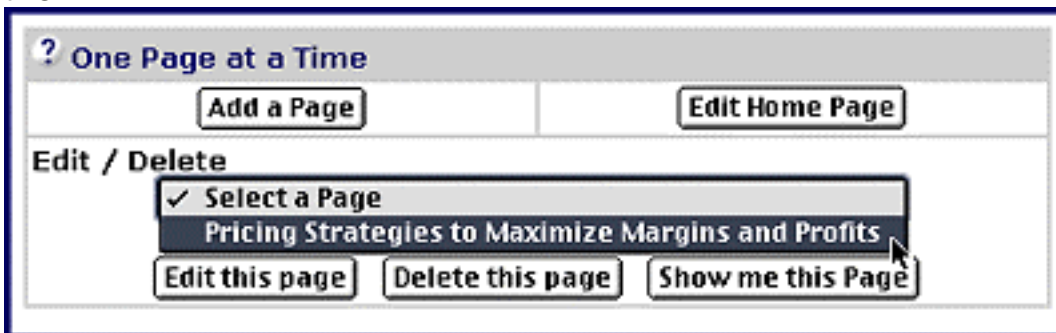 ? One Page at a Time
Add a Page Edit Home Page
Edit / Delete
✓ Select a Page
Pricing Strategies to Maximize Margins and Profits
Edit this page Delete this page Show me this Page